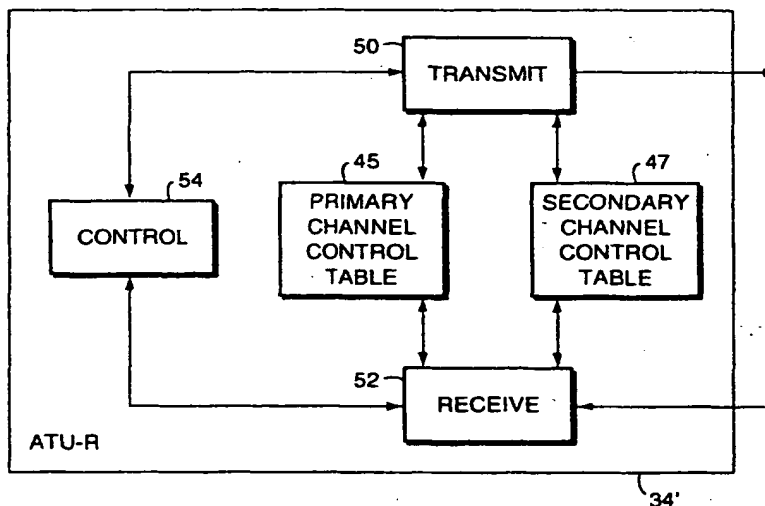 50
TRANSMIT
54
CONTROL
45
PRIMARY
CHANNEL
CONTROL
TABLE
47
SECONDARY
CHANNEL
CONTROL
TABLE
52
RECEIVE
ATU-R
34'